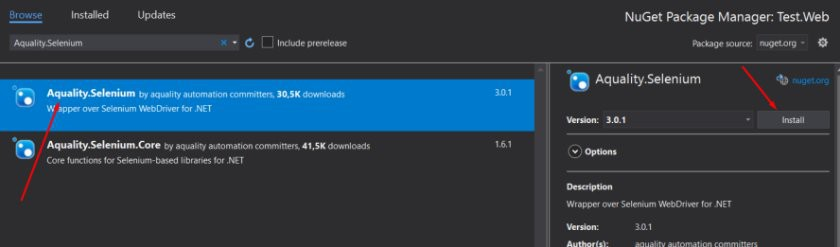 Browse Installed Updates NuGet Package Manager: Test.Web
Aquality.Selenium Include prerelease Package source: nuget.org
Aquality.Selenium by aquality automation committers, 30,5K downloads 3.0.1
Wrapper over Selenium WebDriver for .NET
Aquality.Selenium.Core by aquality automation committers, 41,5K downloads 1.6.1
Core functions for Selenium-based libraries for .NET
Aquality.Selenium nuget.org
Version: 3.0.1 Install
Options
Description
Wrapper over Selenium WebDriver for .NET
Version: 3.0.1
Author(s): aquality automation committers